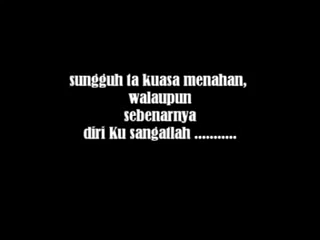 sungguh ta kuasa menahan,
walaupun
sebenarnya
diri Ku sangatlah ...........